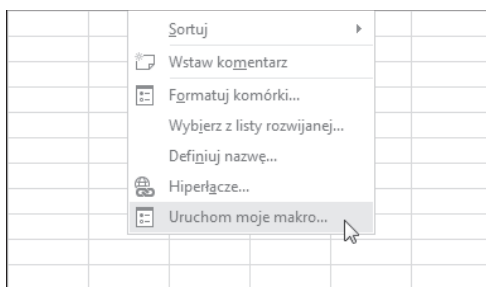 Sortuj
Wstaw komentarz
Formatuj komórki...
Wybierz z listy rozwijanej...
Definiuj nazwę...
Hiperłącze...
Uruchom moje makro...